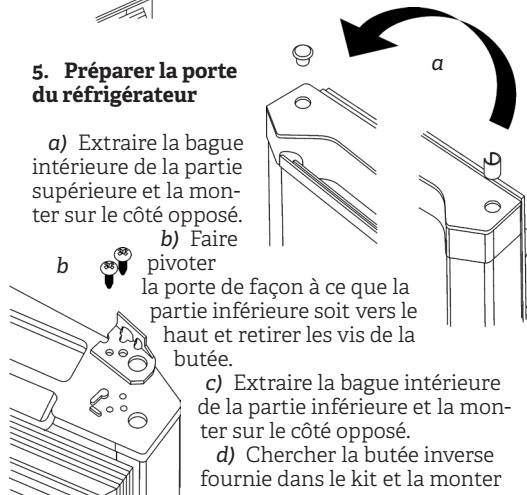 5. Préparer la porte
du réfrigérateur
a
a) Extraire la bague
intérieure de la partie
supérieure et la mon-
ter sur le côté opposé.
b) Faire
b
pivoter
la porte de façon à ce que la
partie inférieure soit vers le
haut et retirer les vis de la
butée.
c) Extraire la bague intérieure
de la partie inférieure et la mon-
ter sur le côté opposé.
d) Chercher la butée inverse
fournie dans le kit et la monter